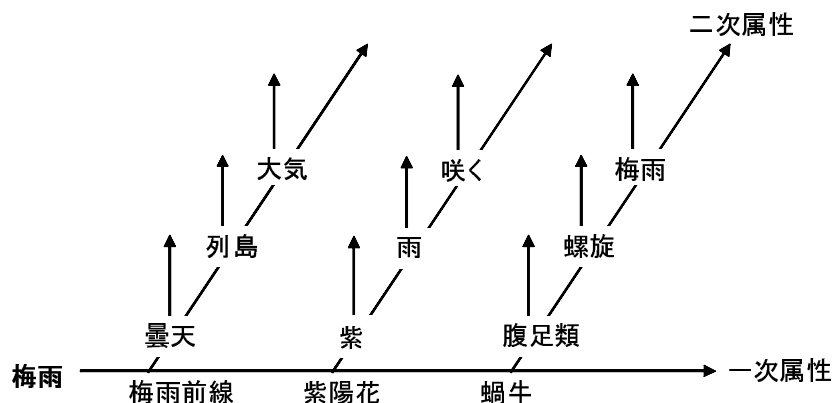 二次属性
大気
咲く
梅雨
列島
雨
螺旋
曇天
紫
腹足類
梅雨
一次属性
梅雨前線
紫陽花
蝸牛